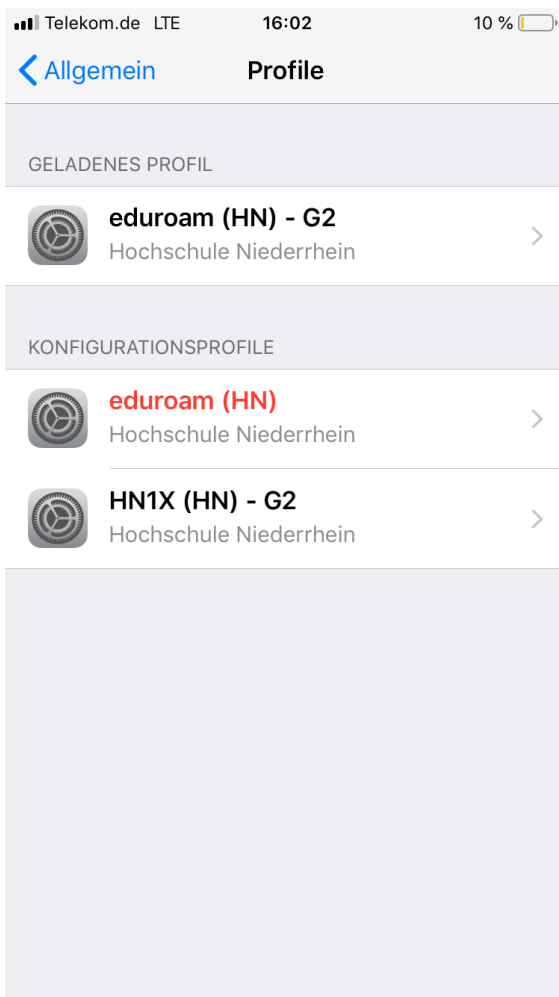 Telekom.de LTE 16:02 10 %
Allgemein Profile
GELADENES PROFIL
eduroam (HN) - G2
Hochschule Niederrhein
KONFIGURATIONSPROFILE
eduroam (HN)
Hochschule Niederrhein
HN1X (HN) - G2
Hochschule Niederrhein